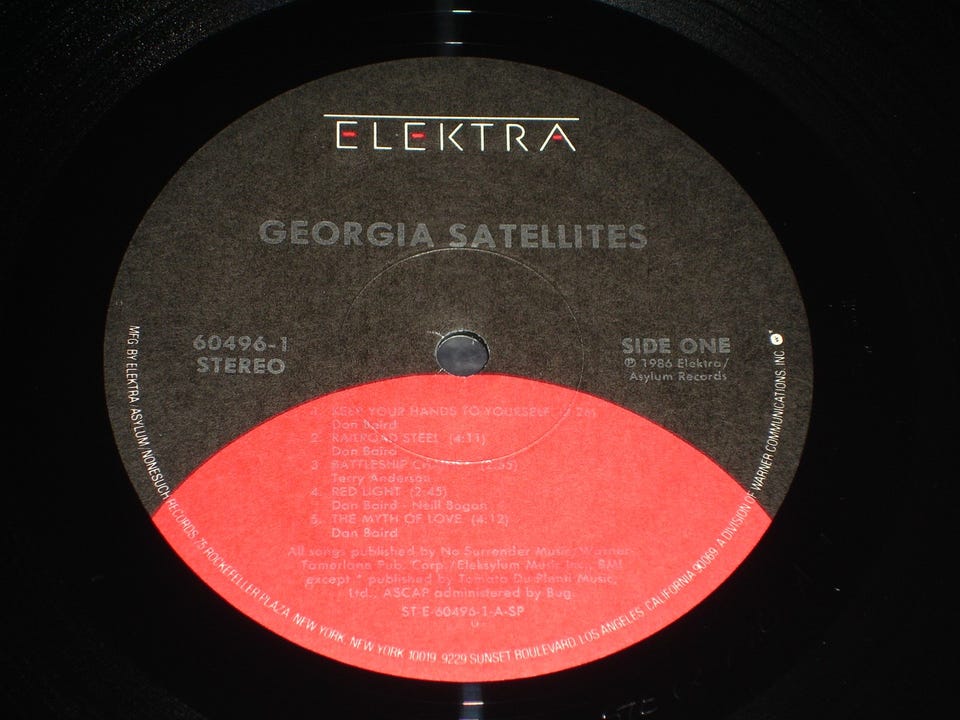 ELEKTRA
GEORGIA SATELLITES
60496-1
STEREO
SIDE ONE
℗ 1986 Elektra/
Asylum Records
1. KEEP YOUR HANDS TO YOURSELF
Dan Baird
2. RAILROAD STEEL (4:11)
Dan Baird
3 BATTLESHIP
Terry Anderson
4. RED LIGHT (2:45)
Dan Baird - Neill Bogan
5. THE MYTH OF LOVE (4:12)
Dan Baird
All songs published by No Surrender Music/Warner-
Tamerlane Pub. Corp./Eleksylum Music Inc., BMI
except * published by Tomato Du Plenti Music,
Ltd., ASCAP administered by Bug.
ST-E-60496-1-A-SP
MFG. BY ELEKTRA/ASYLUM/NONESUCH RECORDS, 75 ROCKEFELLER PLAZA, NEW YORK, NEW YORK 10019. 9229 SUNSET BOULEVARD, LOS ANGELES, CALIFORNIA 90069. A DIVISION OF WARNER COMMUNICATIONS, INC.